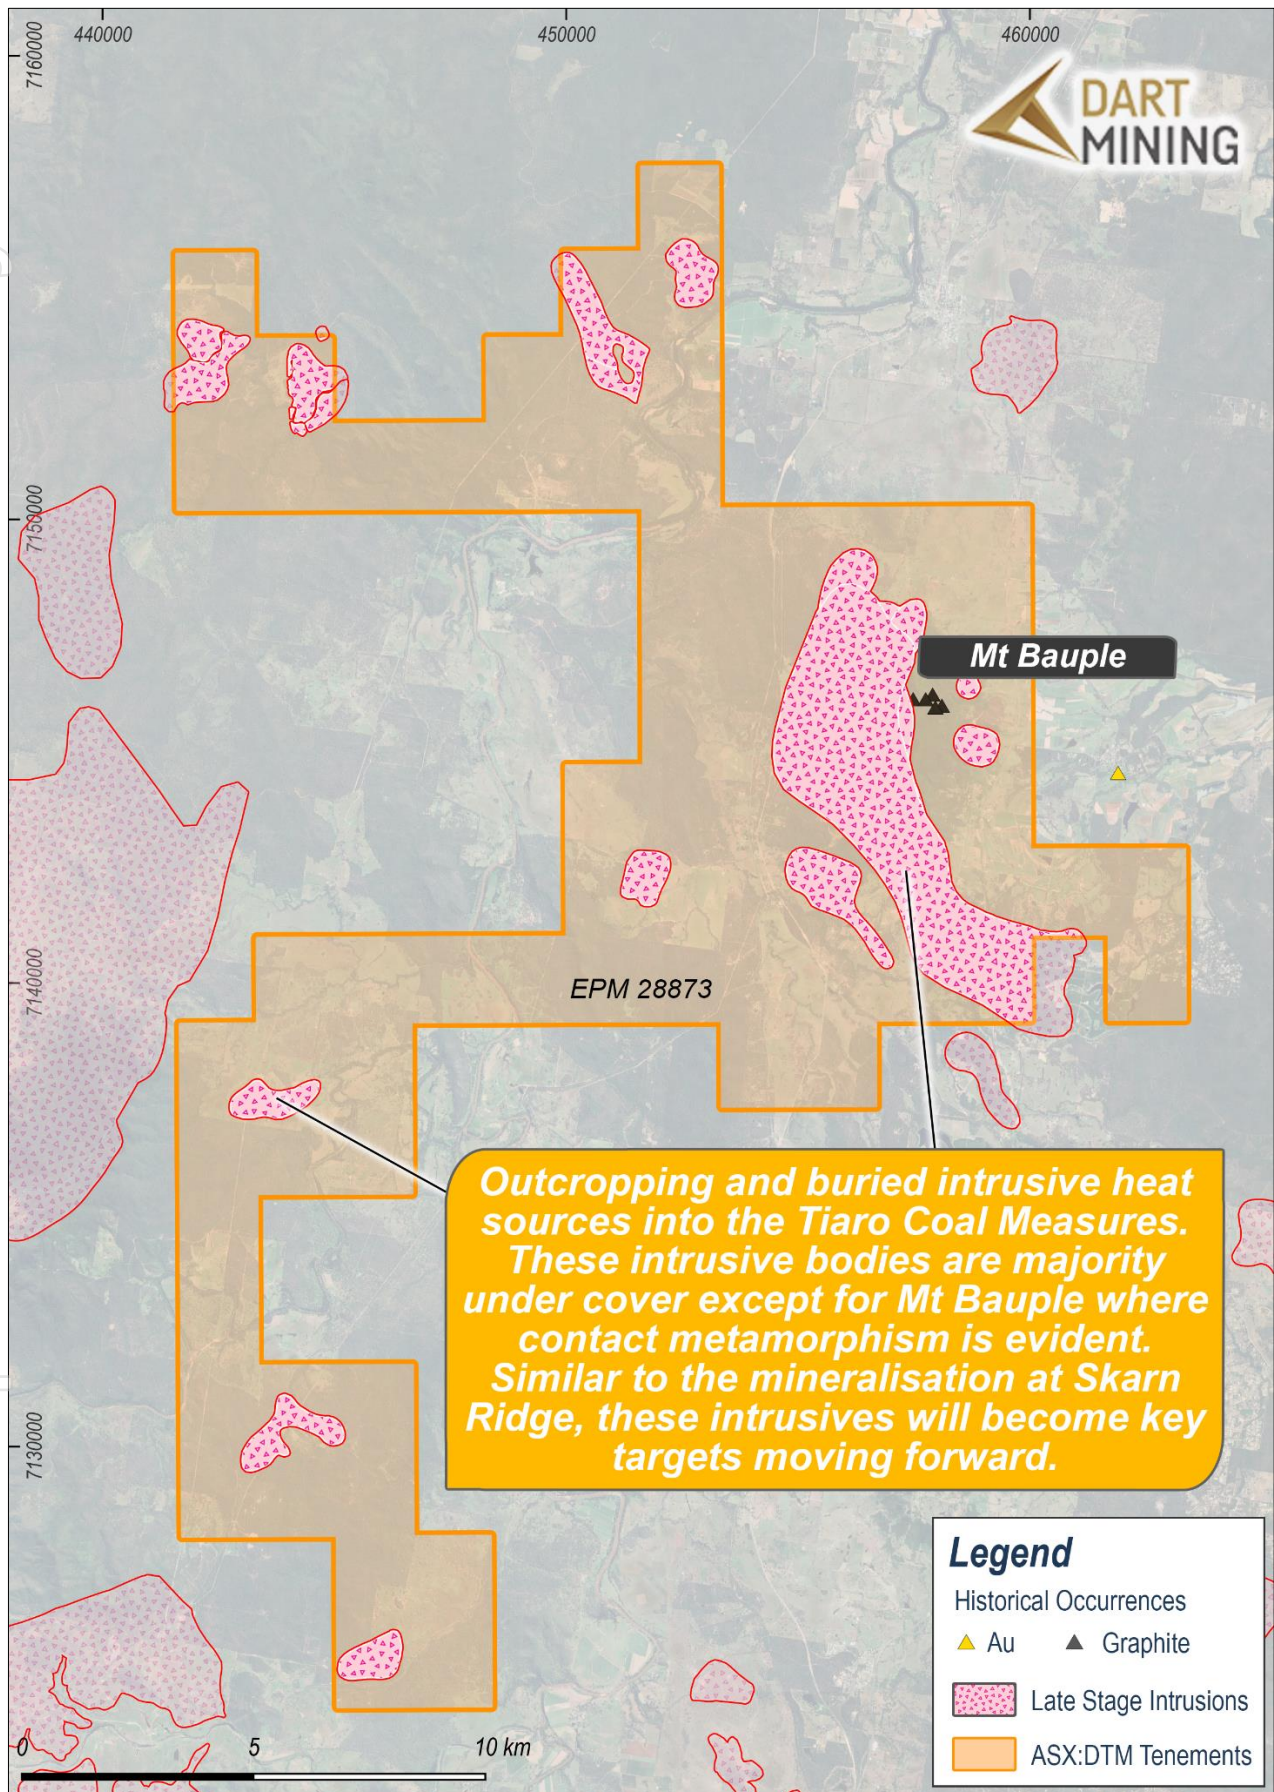 440000
450000
460000
7160000
DART
MINING
7150000
Mt Bauple
7140000
EPM 28873
Outcropping and buried intrusive heat
sources into the Tiaro Coal Measures.
These intrusive bodies are majority
under cover except for Mt Bauple where
contact metamorphism is evident.
Similar to the mineralisation at Skarn
Ridge, these intrusives will become key
targets moving forward.
7130000
Legend
Historical Occurrences
Au
Graphite
Late Stage Intrusions
ASX:DTM Tenements
0
5
10 km